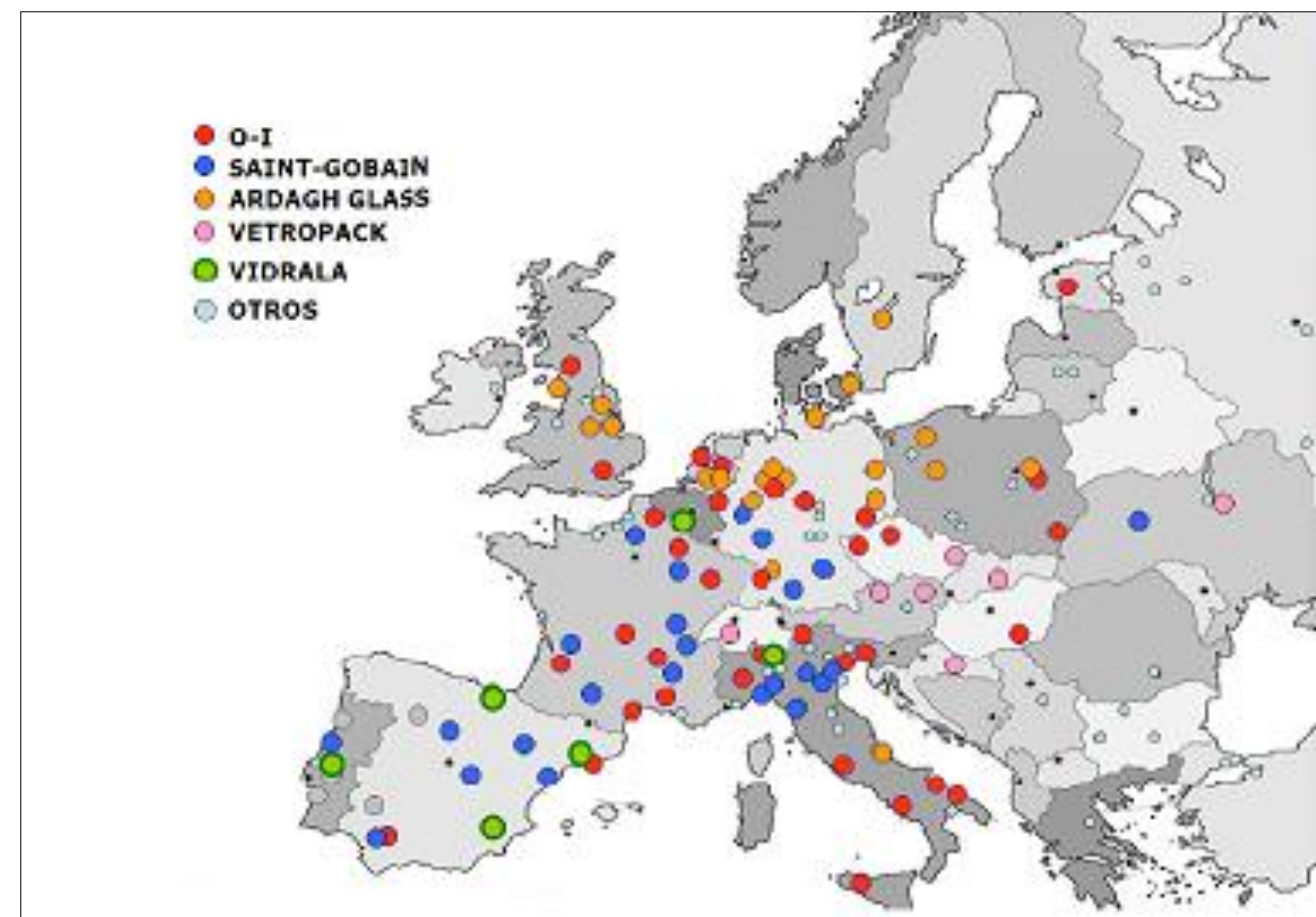 O-I
SAINT-GOBAIN
ARDAGH GLASS
VETROPACK
VIDRALA
OTROS